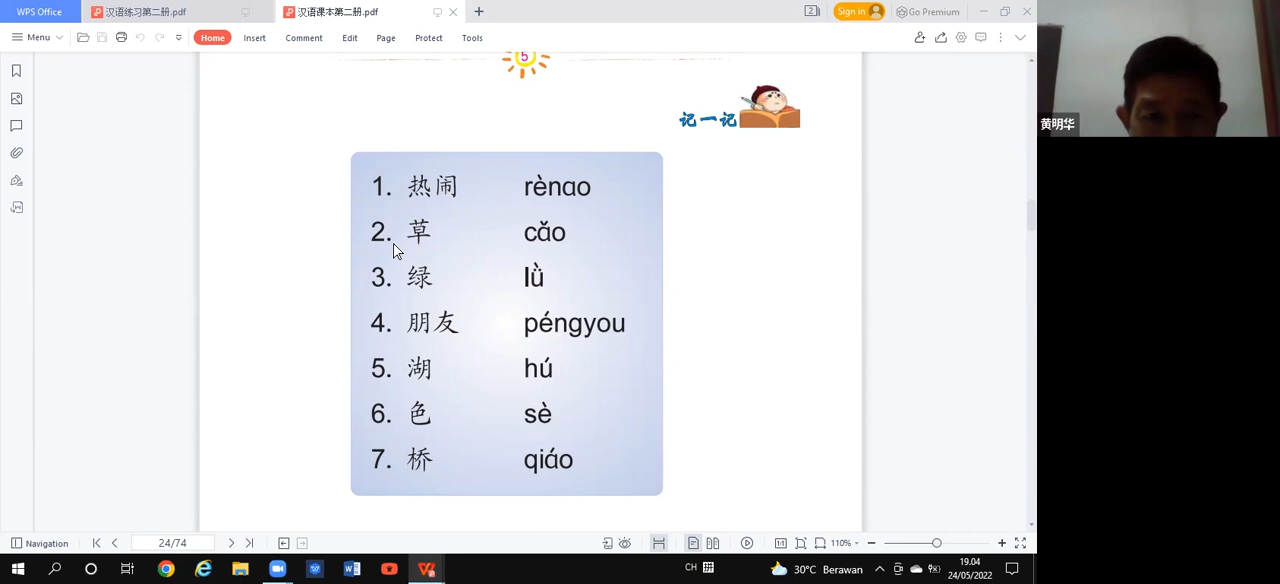 WPS Office 汉语练习第二册.pdf 汉语课本第二册.pdf Sign in Go Premium
Menu Home Insert Comment Edit Page Protect Tools
5
记一记
黄明华
1. 热闹 rènao
2. 草 cǎo
3. 绿 lǜ
4. 朋友 péngyou
5. 湖 hú
6. 色 sè
7. 桥 qiáo
Navigation 24/74 110%
CH 30°C Berawan 19.04
24/05/2022